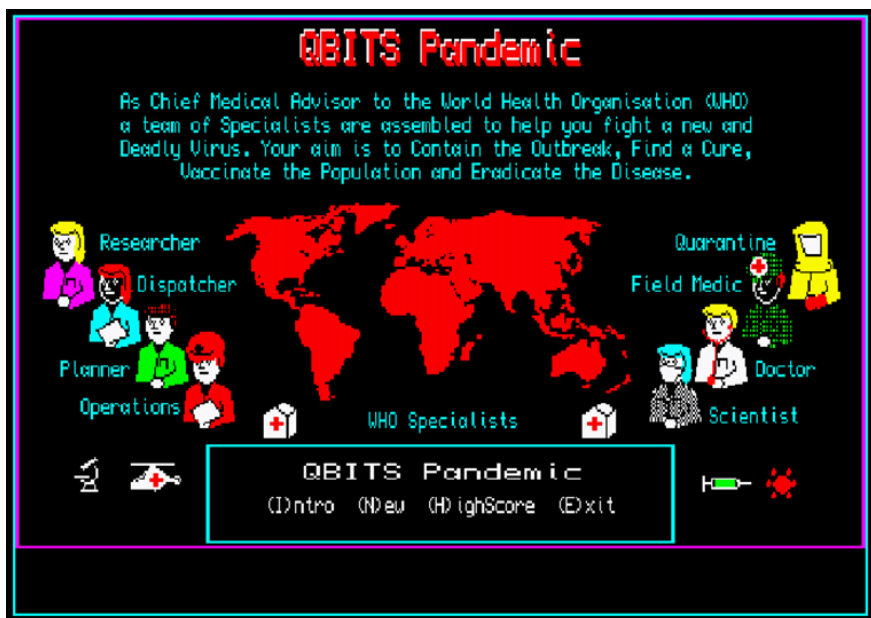 QBITS Pandemic
As Chief Medical Advisor to the World Health Organisation (WHO)
a team of Specialists are assembled to help you fight a new and
Deadly Virus. Your aim is to Contain the Outbreak, Find a Cure,
Vaccinate the Population and Eradicate the Disease.
Researcher
Quarantine
Dispatcher
Field Medic
Planner
Doctor
Operations
WHO Specialists
Scientist
QBITS Pandemic
(I)ntro (N)ew (H)ighScore (E)xit